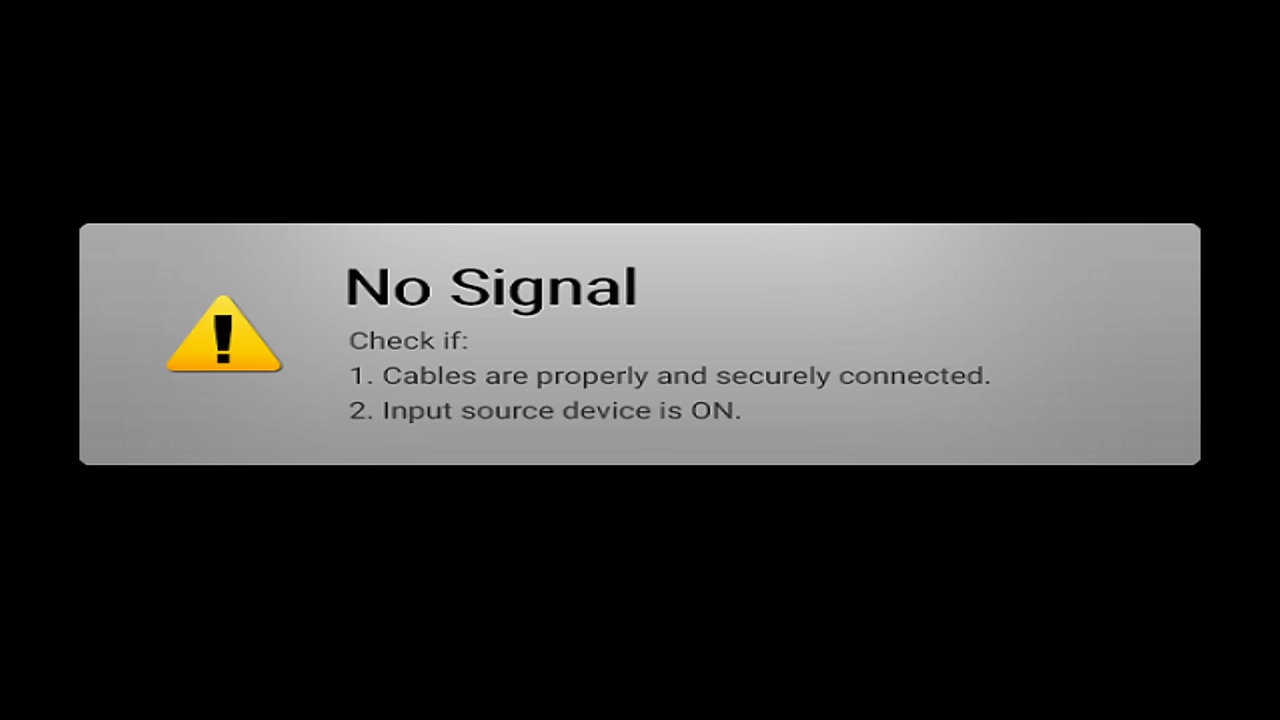 No Signal
Check if:
1. Cables are properly and securely connected.
2. Input source device is ON.